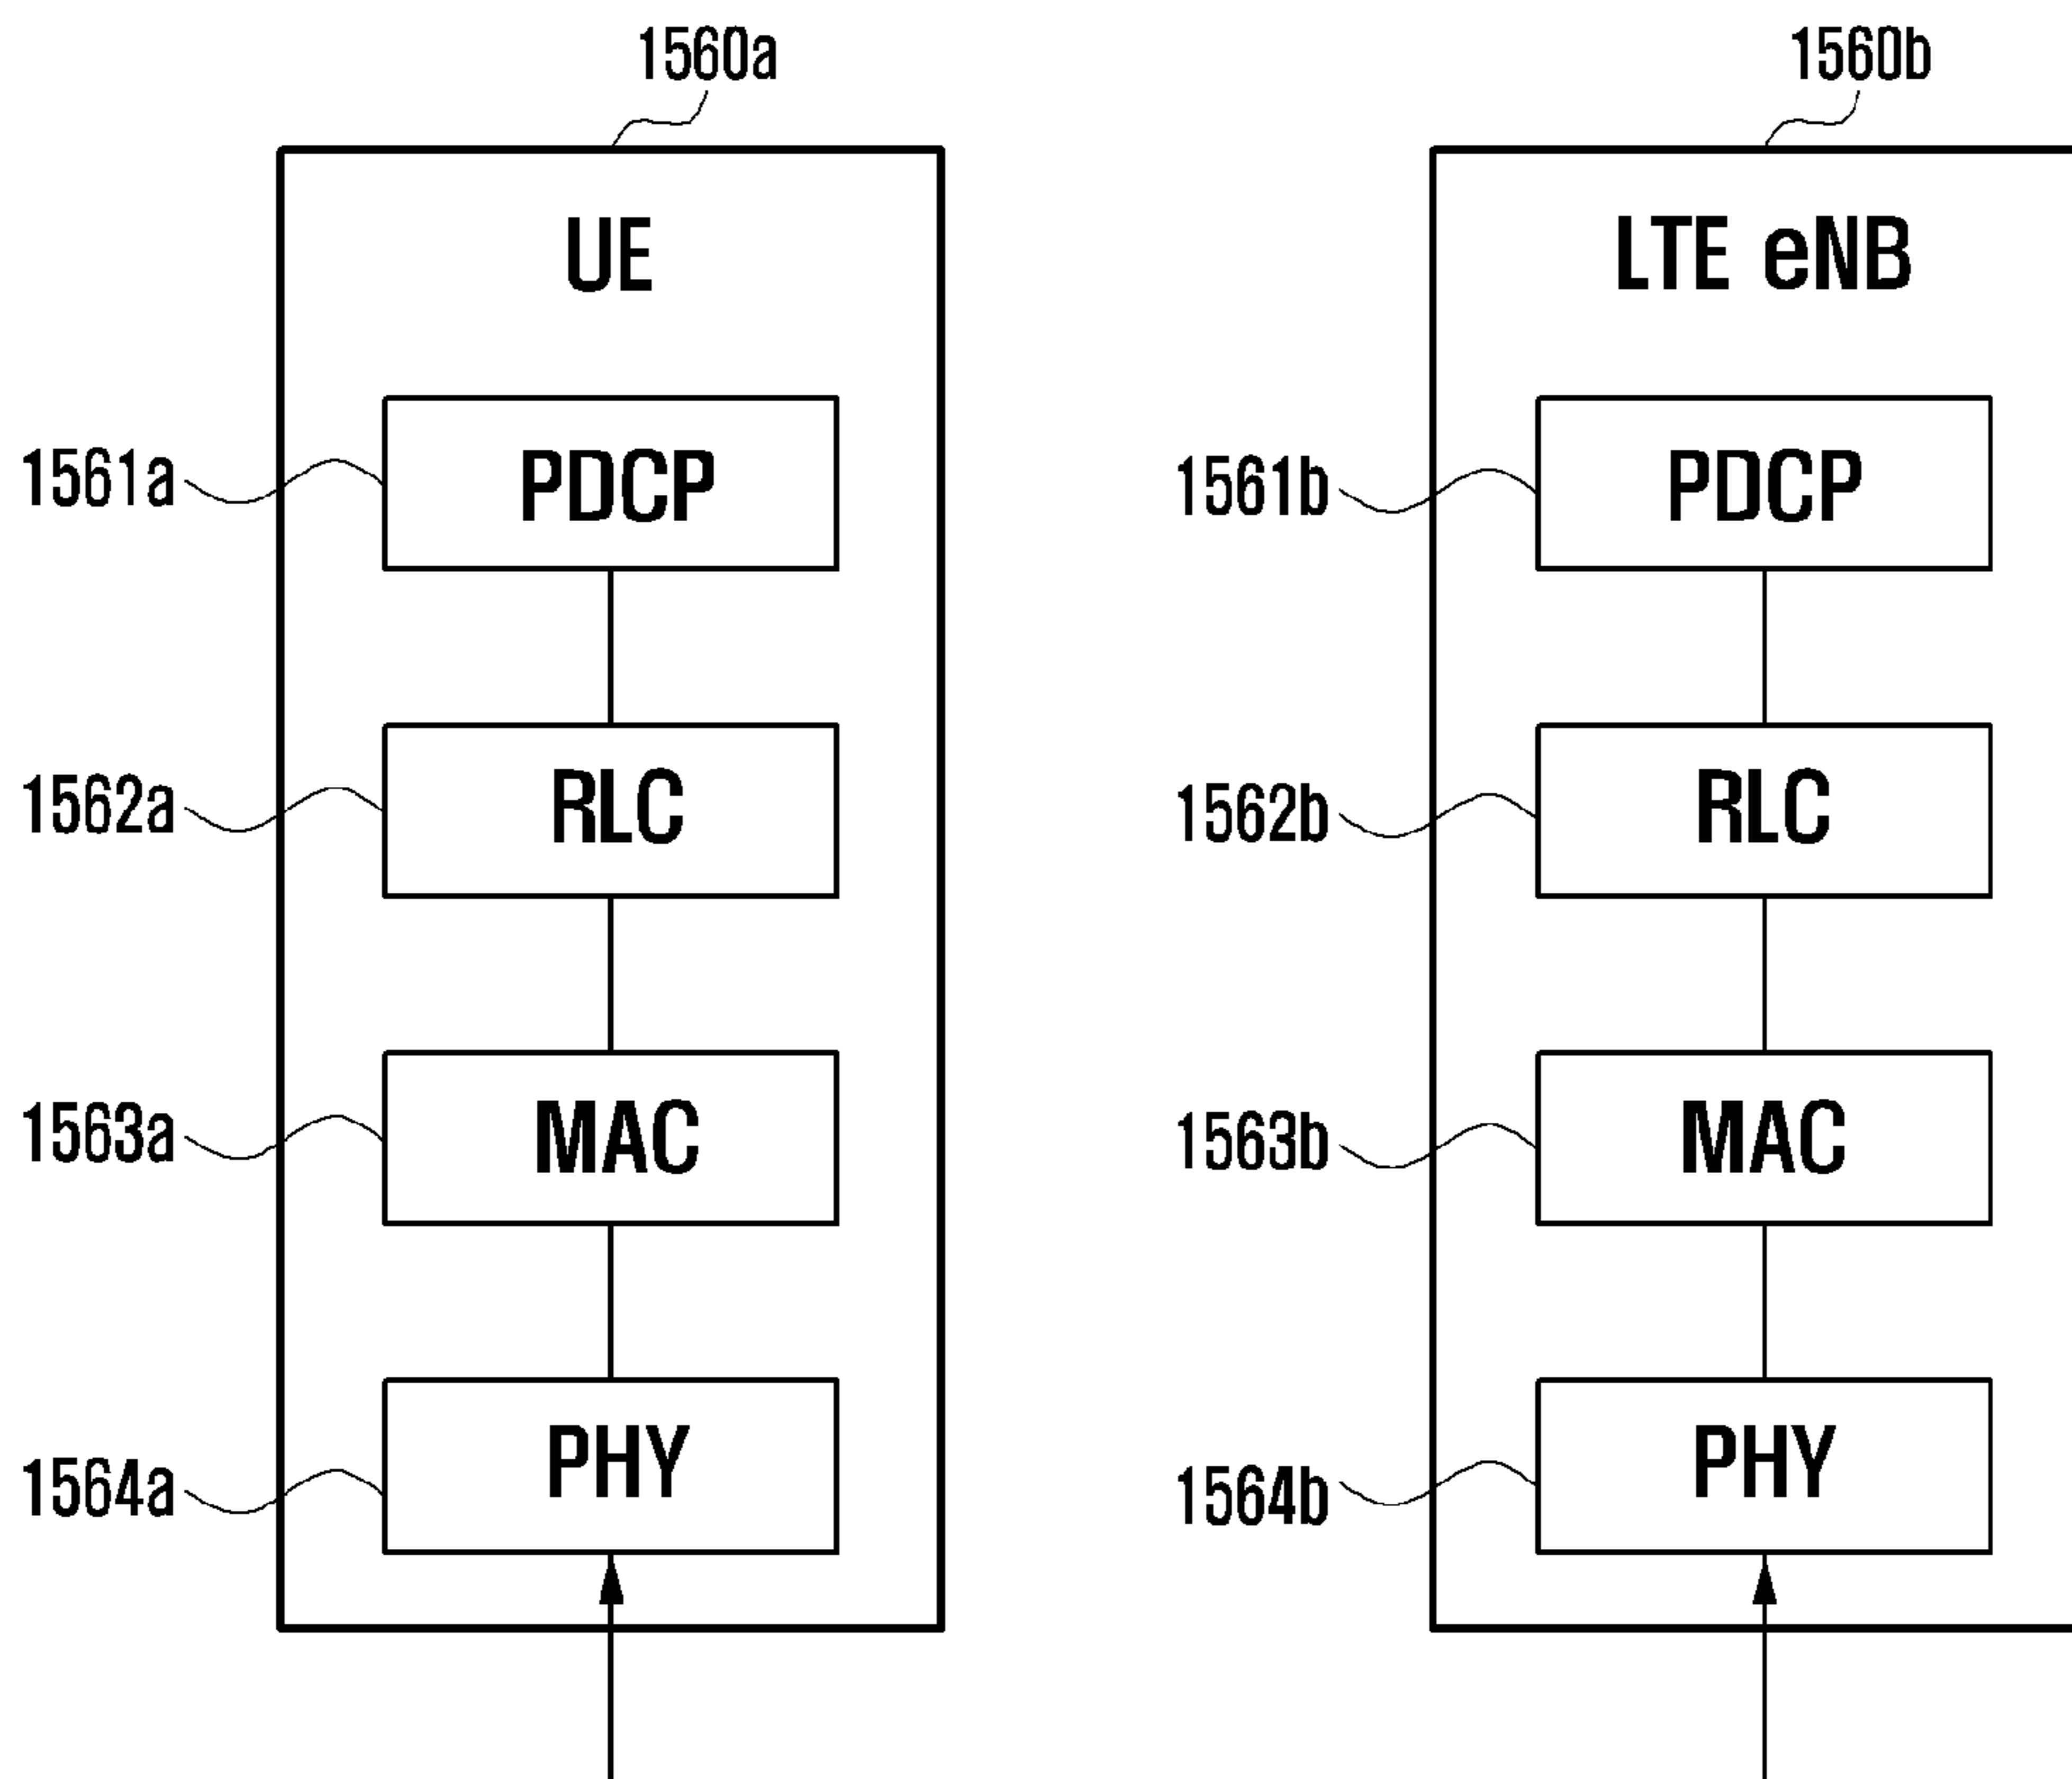 1560a
1560b
UE
LTE eNB
1561a
PDCP
1561b
PDCP
1562a
RLC
1562b
RLC
1563a
MAC
1563b
MAC
1564a
PHY
1564b
PHY